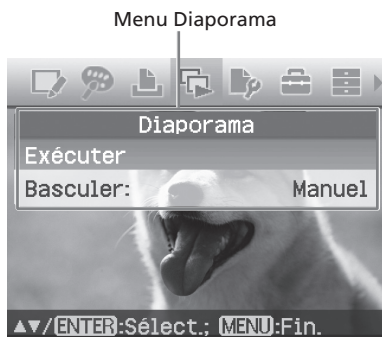 Menu Diaporama
Diaporama
Exécuter
Basculer: Manuel
▲▼/ENTER:Sélect.; MENU:Fin.